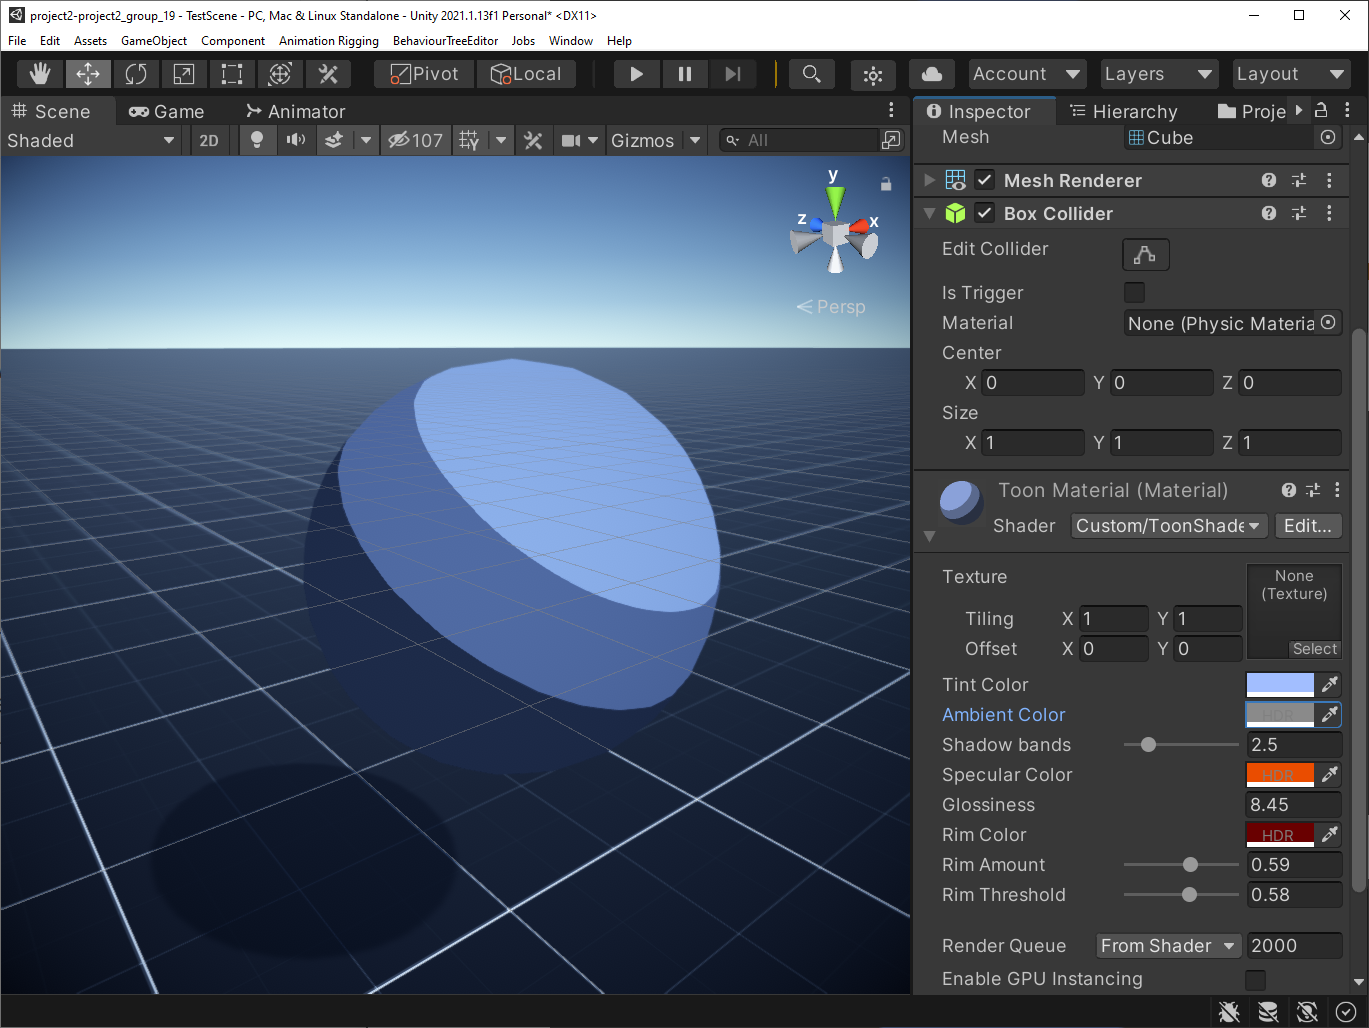 project2-project2_group_19 - TestScene - PC, Mac & Linux Standalone - Unity 2021.1.13f1 Personal* <DX11>
File Edit Assets GameObject Component Animation Rigging BehaviourTreeEditor Jobs Window Help
Pivot Local Account Layers Layout
Scene Game Animator
Shaded 2D 107 Gizmos All
y
z x
Persp
Inspector Hierarchy Proje
Mesh Cube
Mesh Renderer
Box Collider
Edit Collider
Is Trigger
Material None (Physic Materia
Center
X 0 Y 0 Z 0
Size
X 1 Y 1 Z 1
Toon Material (Material)
Shader Custom/ToonShade Edit...
Texture None
(Texture)
Tiling X 1 Y 1
Offset X 0 Y 0 Select
Tint Color
Ambient Color HDR
Shadow bands 2.5
Specular Color HDR
Glossiness 8.45
Rim Color HDR
Rim Amount 0.59
Rim Threshold 0.58
Render Queue From Shader 2000
Enable GPU Instancing